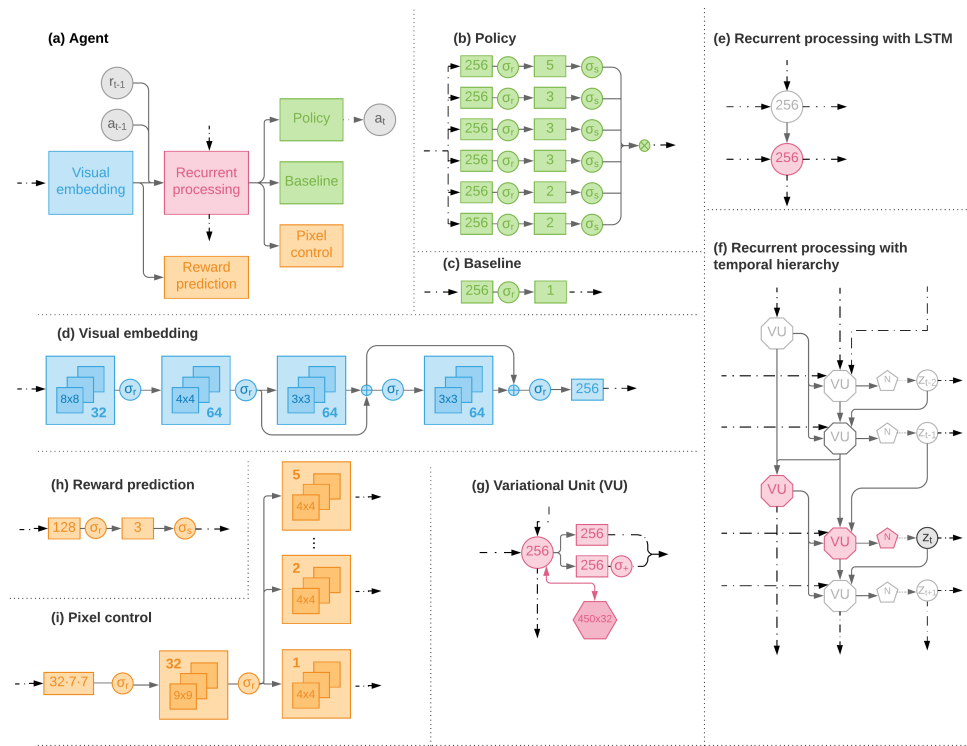 (a) Agent
r_{t-1}
a_{t-1}
Visual
embedding
Recurrent
processing
Policy
a_t
Baseline
Pixel
control
Reward
prediction
(b) Policy
256 σ_r 5 σ_s
256 σ_r 3 σ_s
256 σ_r 3 σ_s
256 σ_r 3 σ_s
256 σ_r 2 σ_s
256 σ_r 2 σ_s
⊗
(c) Baseline
256 σ_r 1
(d) Visual embedding
8x8 32 σ_r 4x4 64 σ_r 3x3 64 ⊕ σ_r 3x3 64 ⊕ σ_r 256
(e) Recurrent processing with LSTM
256
256
(f) Recurrent processing with
temporal hierarchy
VU
VU N z_{t-2}
VU N z_{t-1}
VU
VU N z_t
VU N z_{t+1}
(g) Variational Unit (VU)
256
256
256 σ_+
450x32
(h) Reward prediction
128 σ_r 3 σ_s
(i) Pixel control
32·7·7 σ_r 32 9x9 σ_r
5
4x4
...
2
4x4
1
4x4